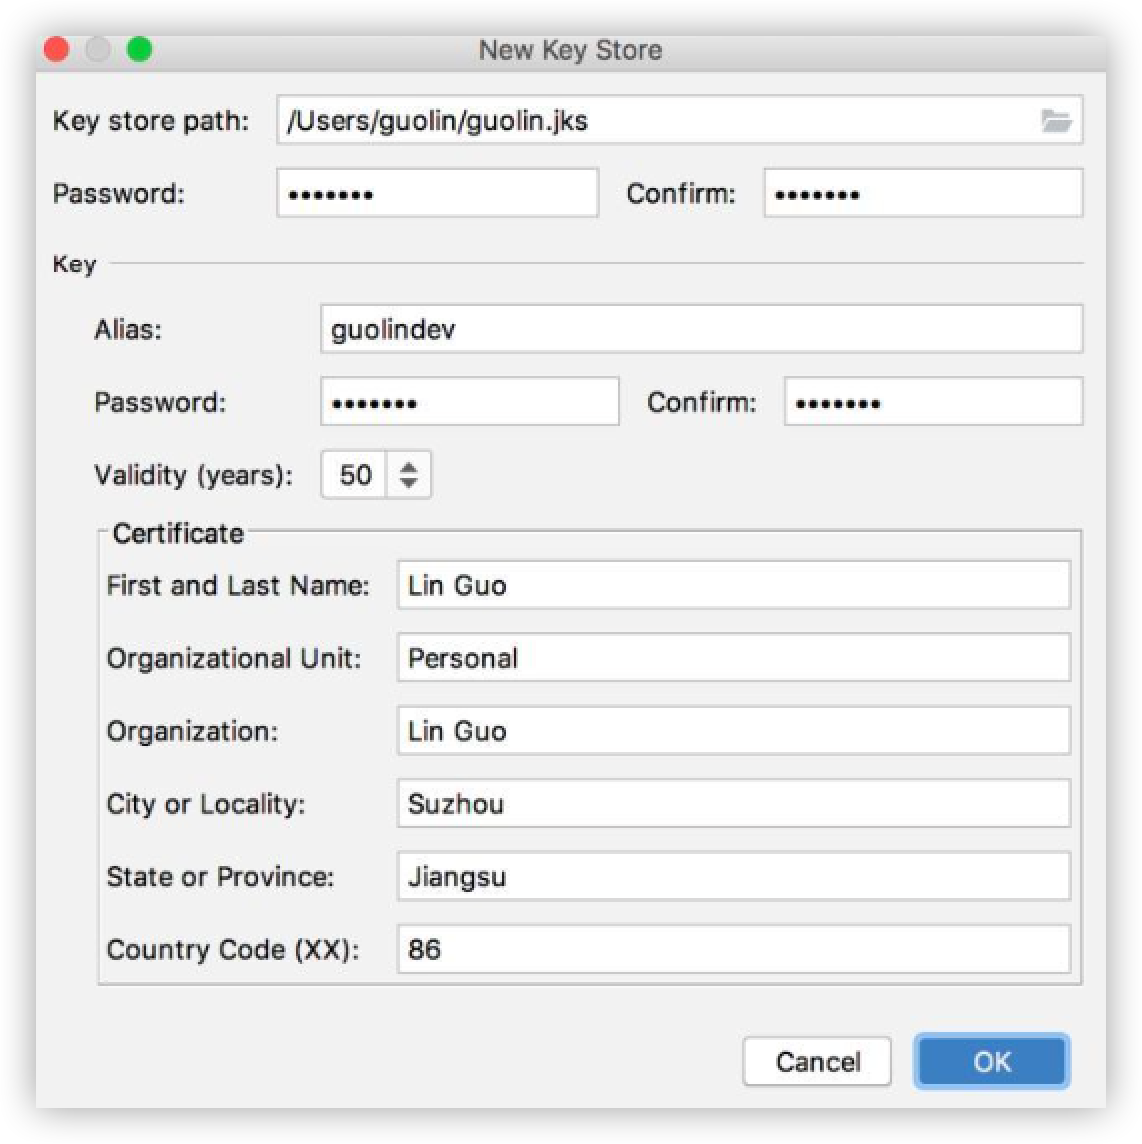 New Key Store
Key store path: /Users/guolin/guolin.jks
Password: ••••••• Confirm: •••••••
Key
Alias: guolindev
Password: ••••••• Confirm: •••••••
Validity (years): 50
Certificate
First and Last Name: Lin Guo
Organizational Unit: Personal
Organization: Lin Guo
City or Locality: Suzhou
State or Province: Jiangsu
Country Code (XX): 86
Cancel OK